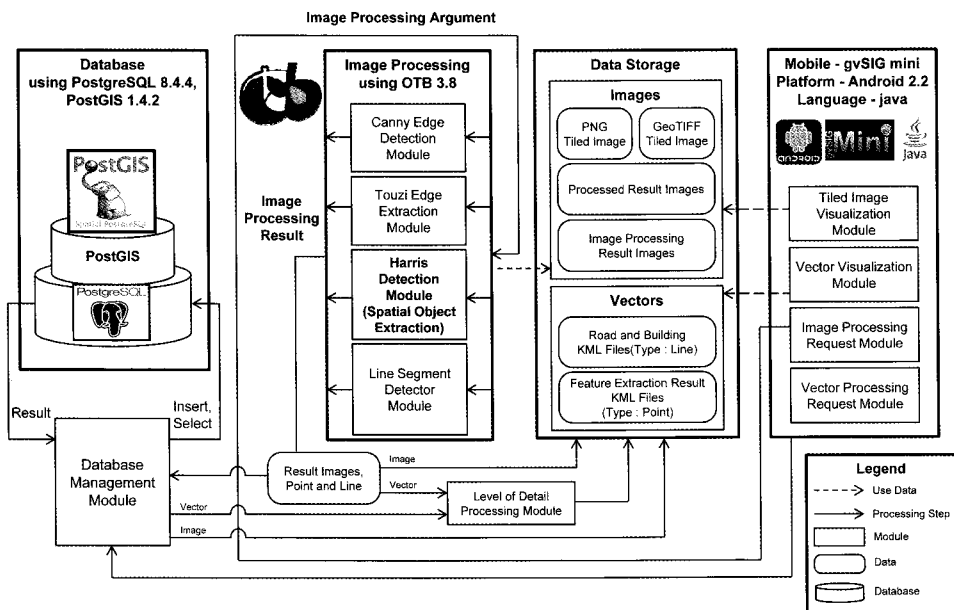 Image Processing Argument
Database
using PostgreSQL 8.4.4,
PostGIS 1.4.2
PostGIS
Spatial PostgreSQL
PostGIS
PostgreSQL
Result
Insert,
Select
Database
Management
Module
Image
Processing
Result
Image Processing
using OTB 3.8
Canny Edge
Detection
Module
Touzi Edge
Extraction
Module
Harris
Detection
Module
(Spatial Object
Extraction)
Line Segment
Detector
Module
Result Images,
Point and Line
Image
Vector
Vector
Image
Level of Detail
Processing Module
Data Storage
Images
PNG
Tiled Image
GeoTIFF
Tiled Image
Processed Result Images
Image Processing
Result Images
Vectors
Road and Building
KML Files(Type : Line)
Feature Extraction Result
KML Files
(Type : Point)
Mobile - gvSIG mini
Platform - Android 2.2
Language - java
ANDROID
gvSIG
Mini
Java
Tiled Image
Visualization
Module
Vector Visualization
Module
Image Processing
Request Module
Vector Processing
Request Module
Legend
Use Data
Processing Step
Module
Data
Database